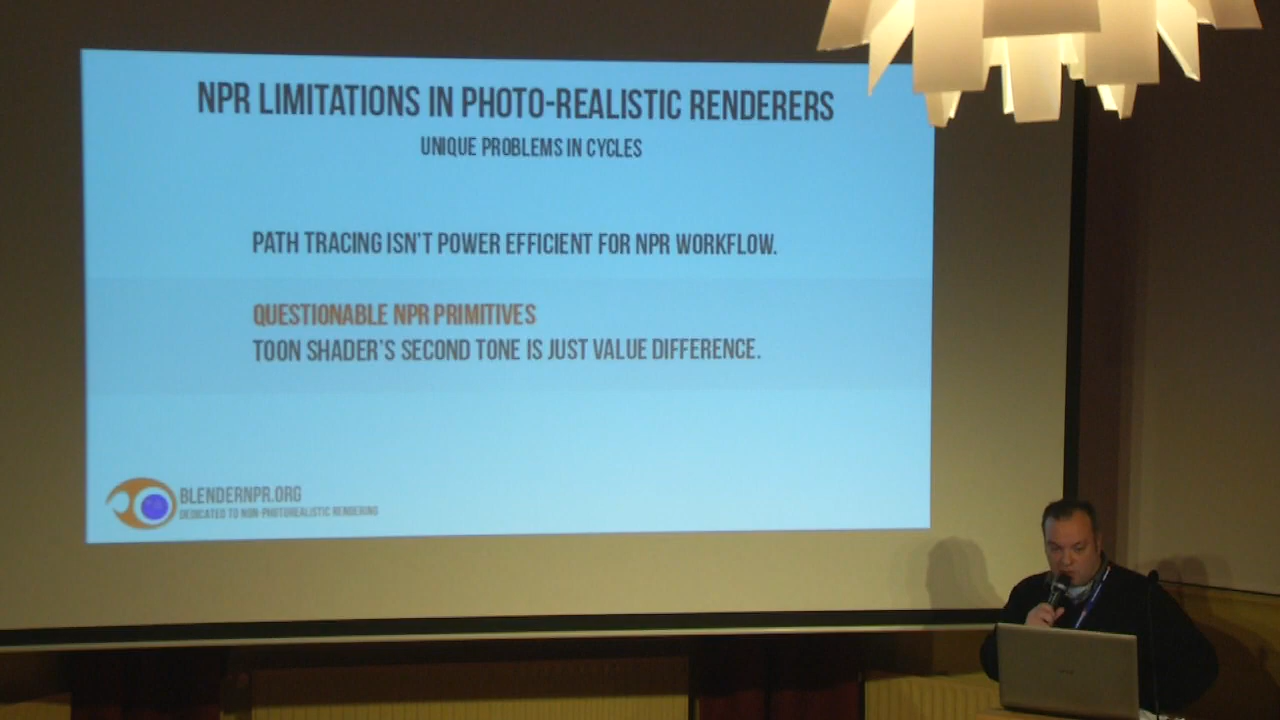 NPR LIMITATIONS IN PHOTO-REALISTIC RENDERERS
UNIQUE PROBLEMS IN CYCLES
PATH TRACING ISN'T POWER EFFICIENT FOR NPR WORKFLOW.
QUESTIONABLE NPR PRIMITIVES
TOON SHADER'S SECOND TONE IS JUST VALUE DIFFERENCE.
BLENDERNPR.ORG
DEDICATED TO NON-PHOTOREALISTIC RENDERING